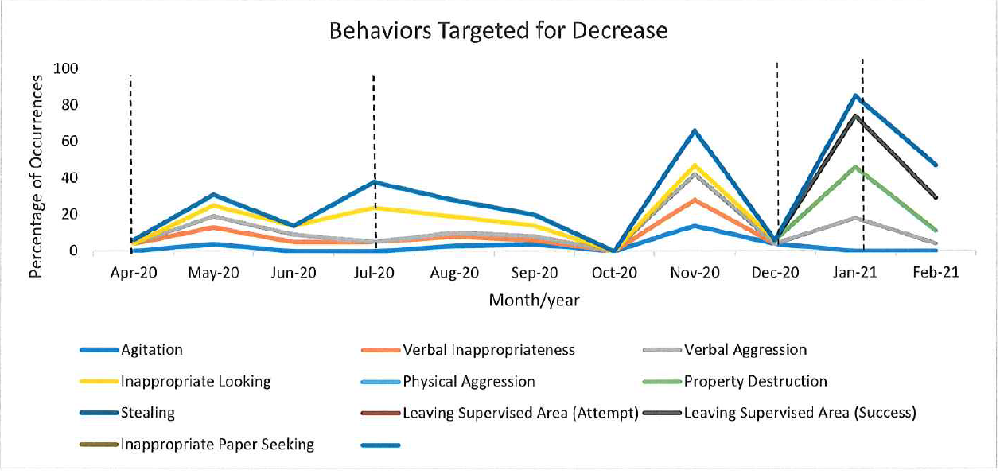 Behaviors Targeted for Decrease
Percentage of Occurrences
100
80
60
40
20
0
Apr-20 May-20 Jun-20 Jul-20 Aug-20 Sep-20 Oct-20 Nov-20 Dec-20 Jan-21 Feb-21
Month/year
Agitation Verbal Inappropriateness Verbal Aggression
Inappropriate Looking Physical Aggression Property Destruction
Stealing Leaving Supervised Area (Attempt) Leaving Supervised Area (Success)
Inappropriate Paper Seeking